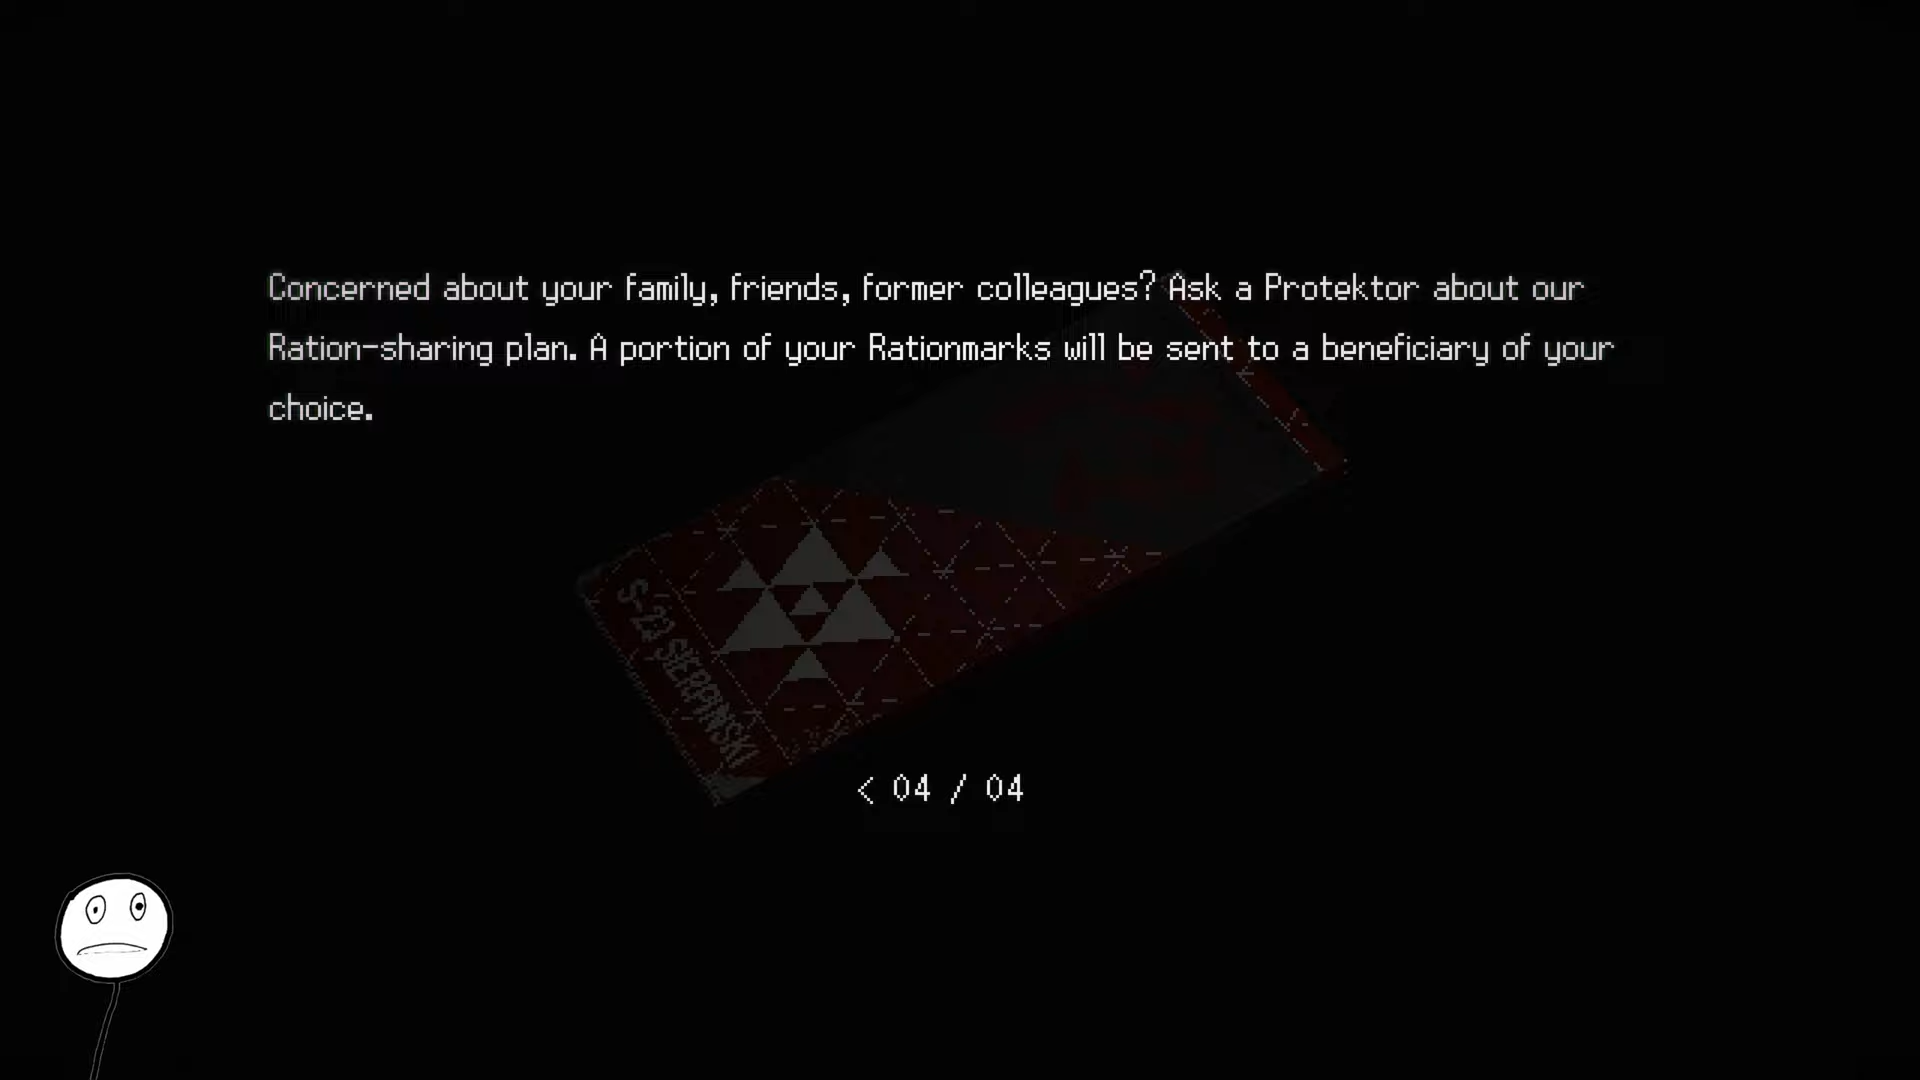 Concerned about your family, friends, former colleagues? Ask a Protektor about our
Ration-sharing plan. A portion of your Rationmarks will be sent to a beneficiary of your
choice.
S-23 SIERPINSKI
< 04 / 04